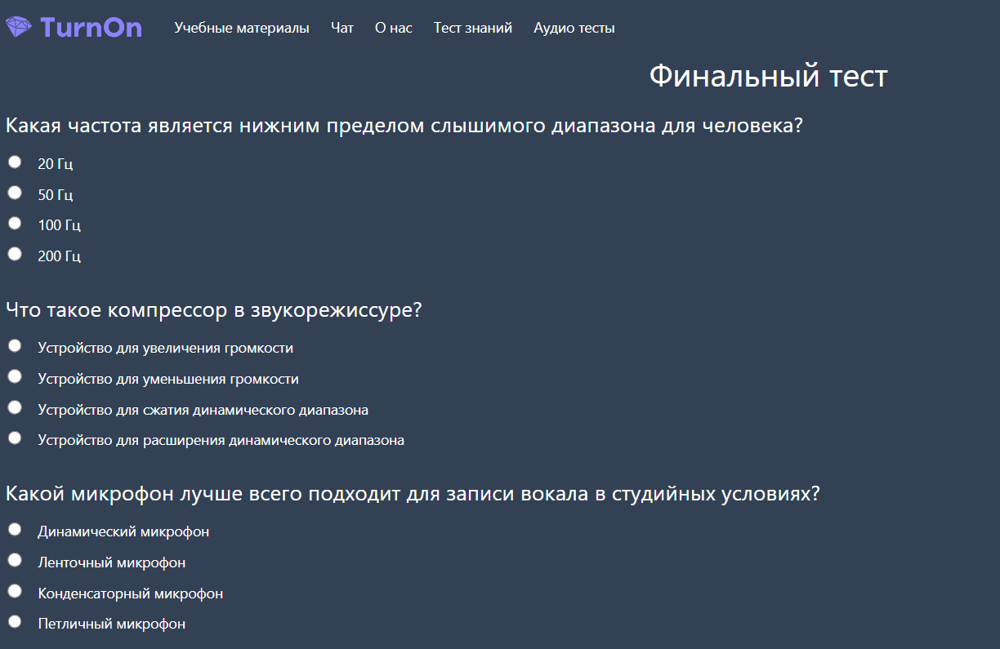 TurnOn Учебные материалы Чат О нас Тест знаний Аудио тесты
Финальный тест
Какая частота является нижним пределом слышимого диапазона для человека?
20 Гц
50 Гц
100 Гц
200 Гц
Что такое компрессор в звукорежиссуре?
Устройство для увеличения громкости
Устройство для уменьшения громкости
Устройство для сжатия динамического диапазона
Устройство для расширения динамического диапазона
Какой микрофон лучше всего подходит для записи вокала в студийных условиях?
Динамический микрофон
Ленточный микрофон
Конденсаторный микрофон
Петличный микрофон